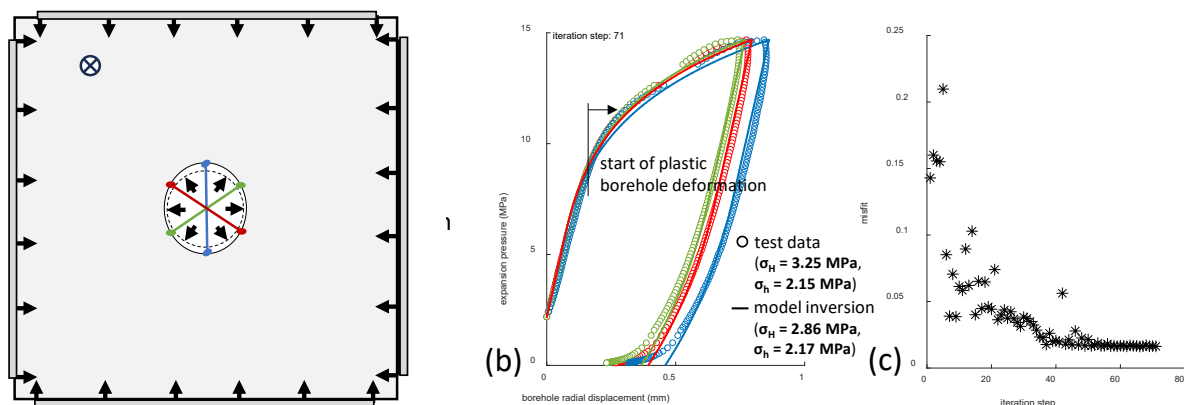 15
iteration step: 71
10
5
0
expansion pressure (MPa)
start of plastic
borehole deformation
test data
(σH = 3.25 MPa,
σh = 2.15 MPa)
model inversion
(σH = 2.86 MPa,
σh = 2.17 MPa)
(b)
0
0.5
1
borehole radial displacement (mm)
0.25
0.2
0.15
0.1
0.05
0
misfit
(c)
0
20
40
60
80
iteration step